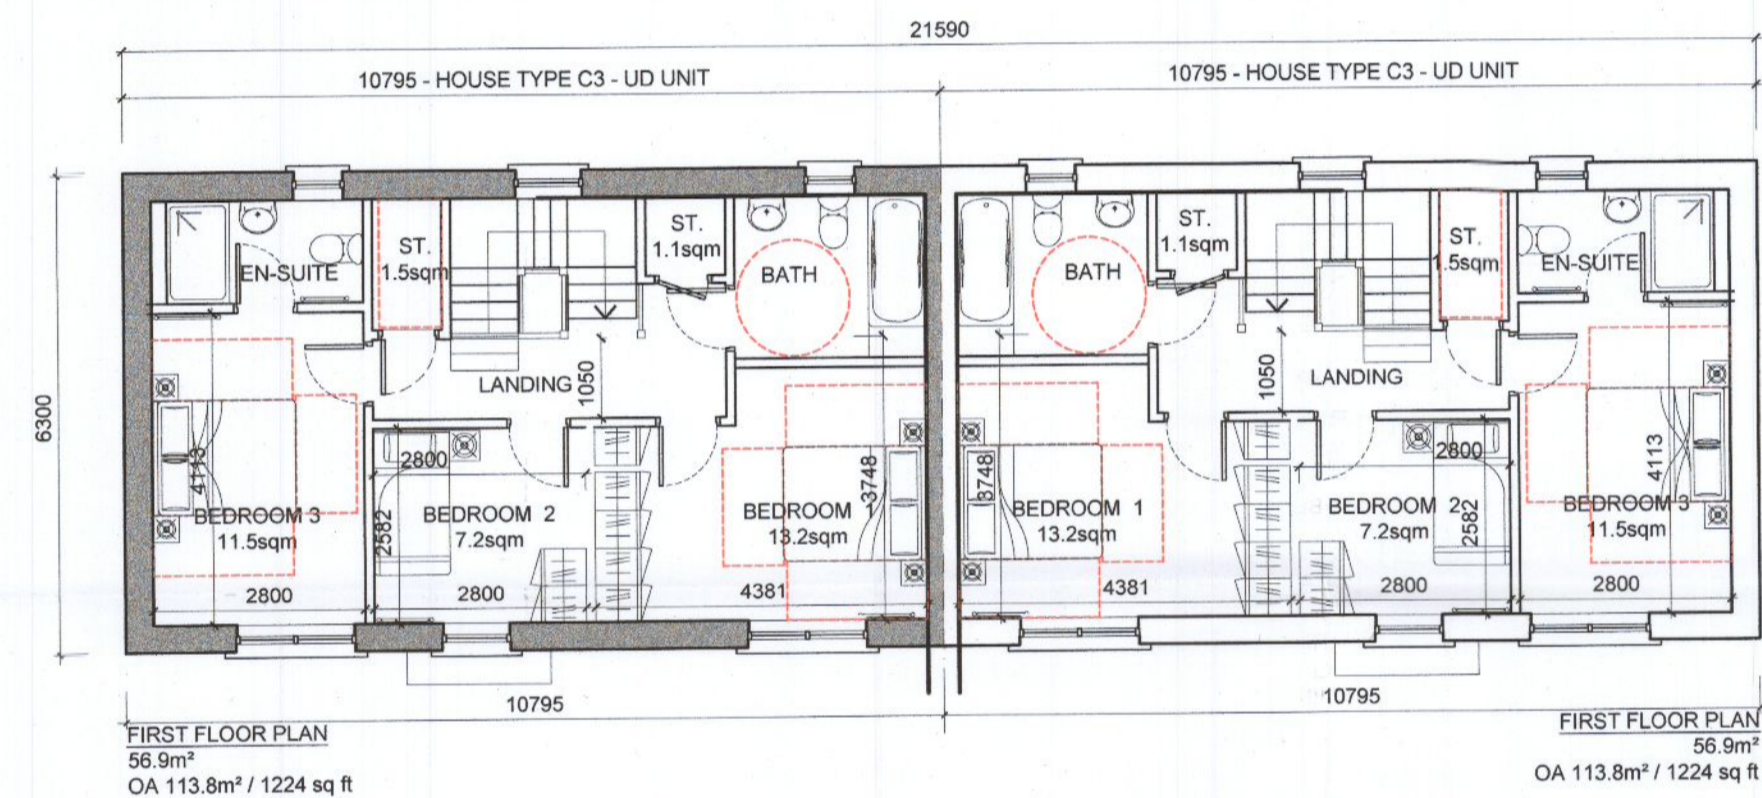 21590
10795 - HOUSE TYPE C3 - UD UNIT
10795 - HOUSE TYPE C3 - UD UNIT
6300
EN-SUITE
ST.
1.5sqm
ST.
1.1sqm
BATH
LANDING
1050
4113
BEDROOM 3
11.5sqm
2800
2800
2582
BEDROOM 2
7.2sqm
2800
BEDROOM 1
13.2sqm
3748
4381
BATH
ST.
1.1sqm
ST.
1.5sqm
EN-SUITE
LANDING
1050
3748
BEDROOM 1
13.2sqm
4381
2800
BEDROOM 2
7.2sqm
2582
2800
4113
BEDROOM 3
11.5sqm
2800
10795
10795
FIRST FLOOR PLAN
56.9m²
OA 113.8m² / 1224 sq ft
FIRST FLOOR PLAN
56.9m²
OA 113.8m² / 1224 sq ft